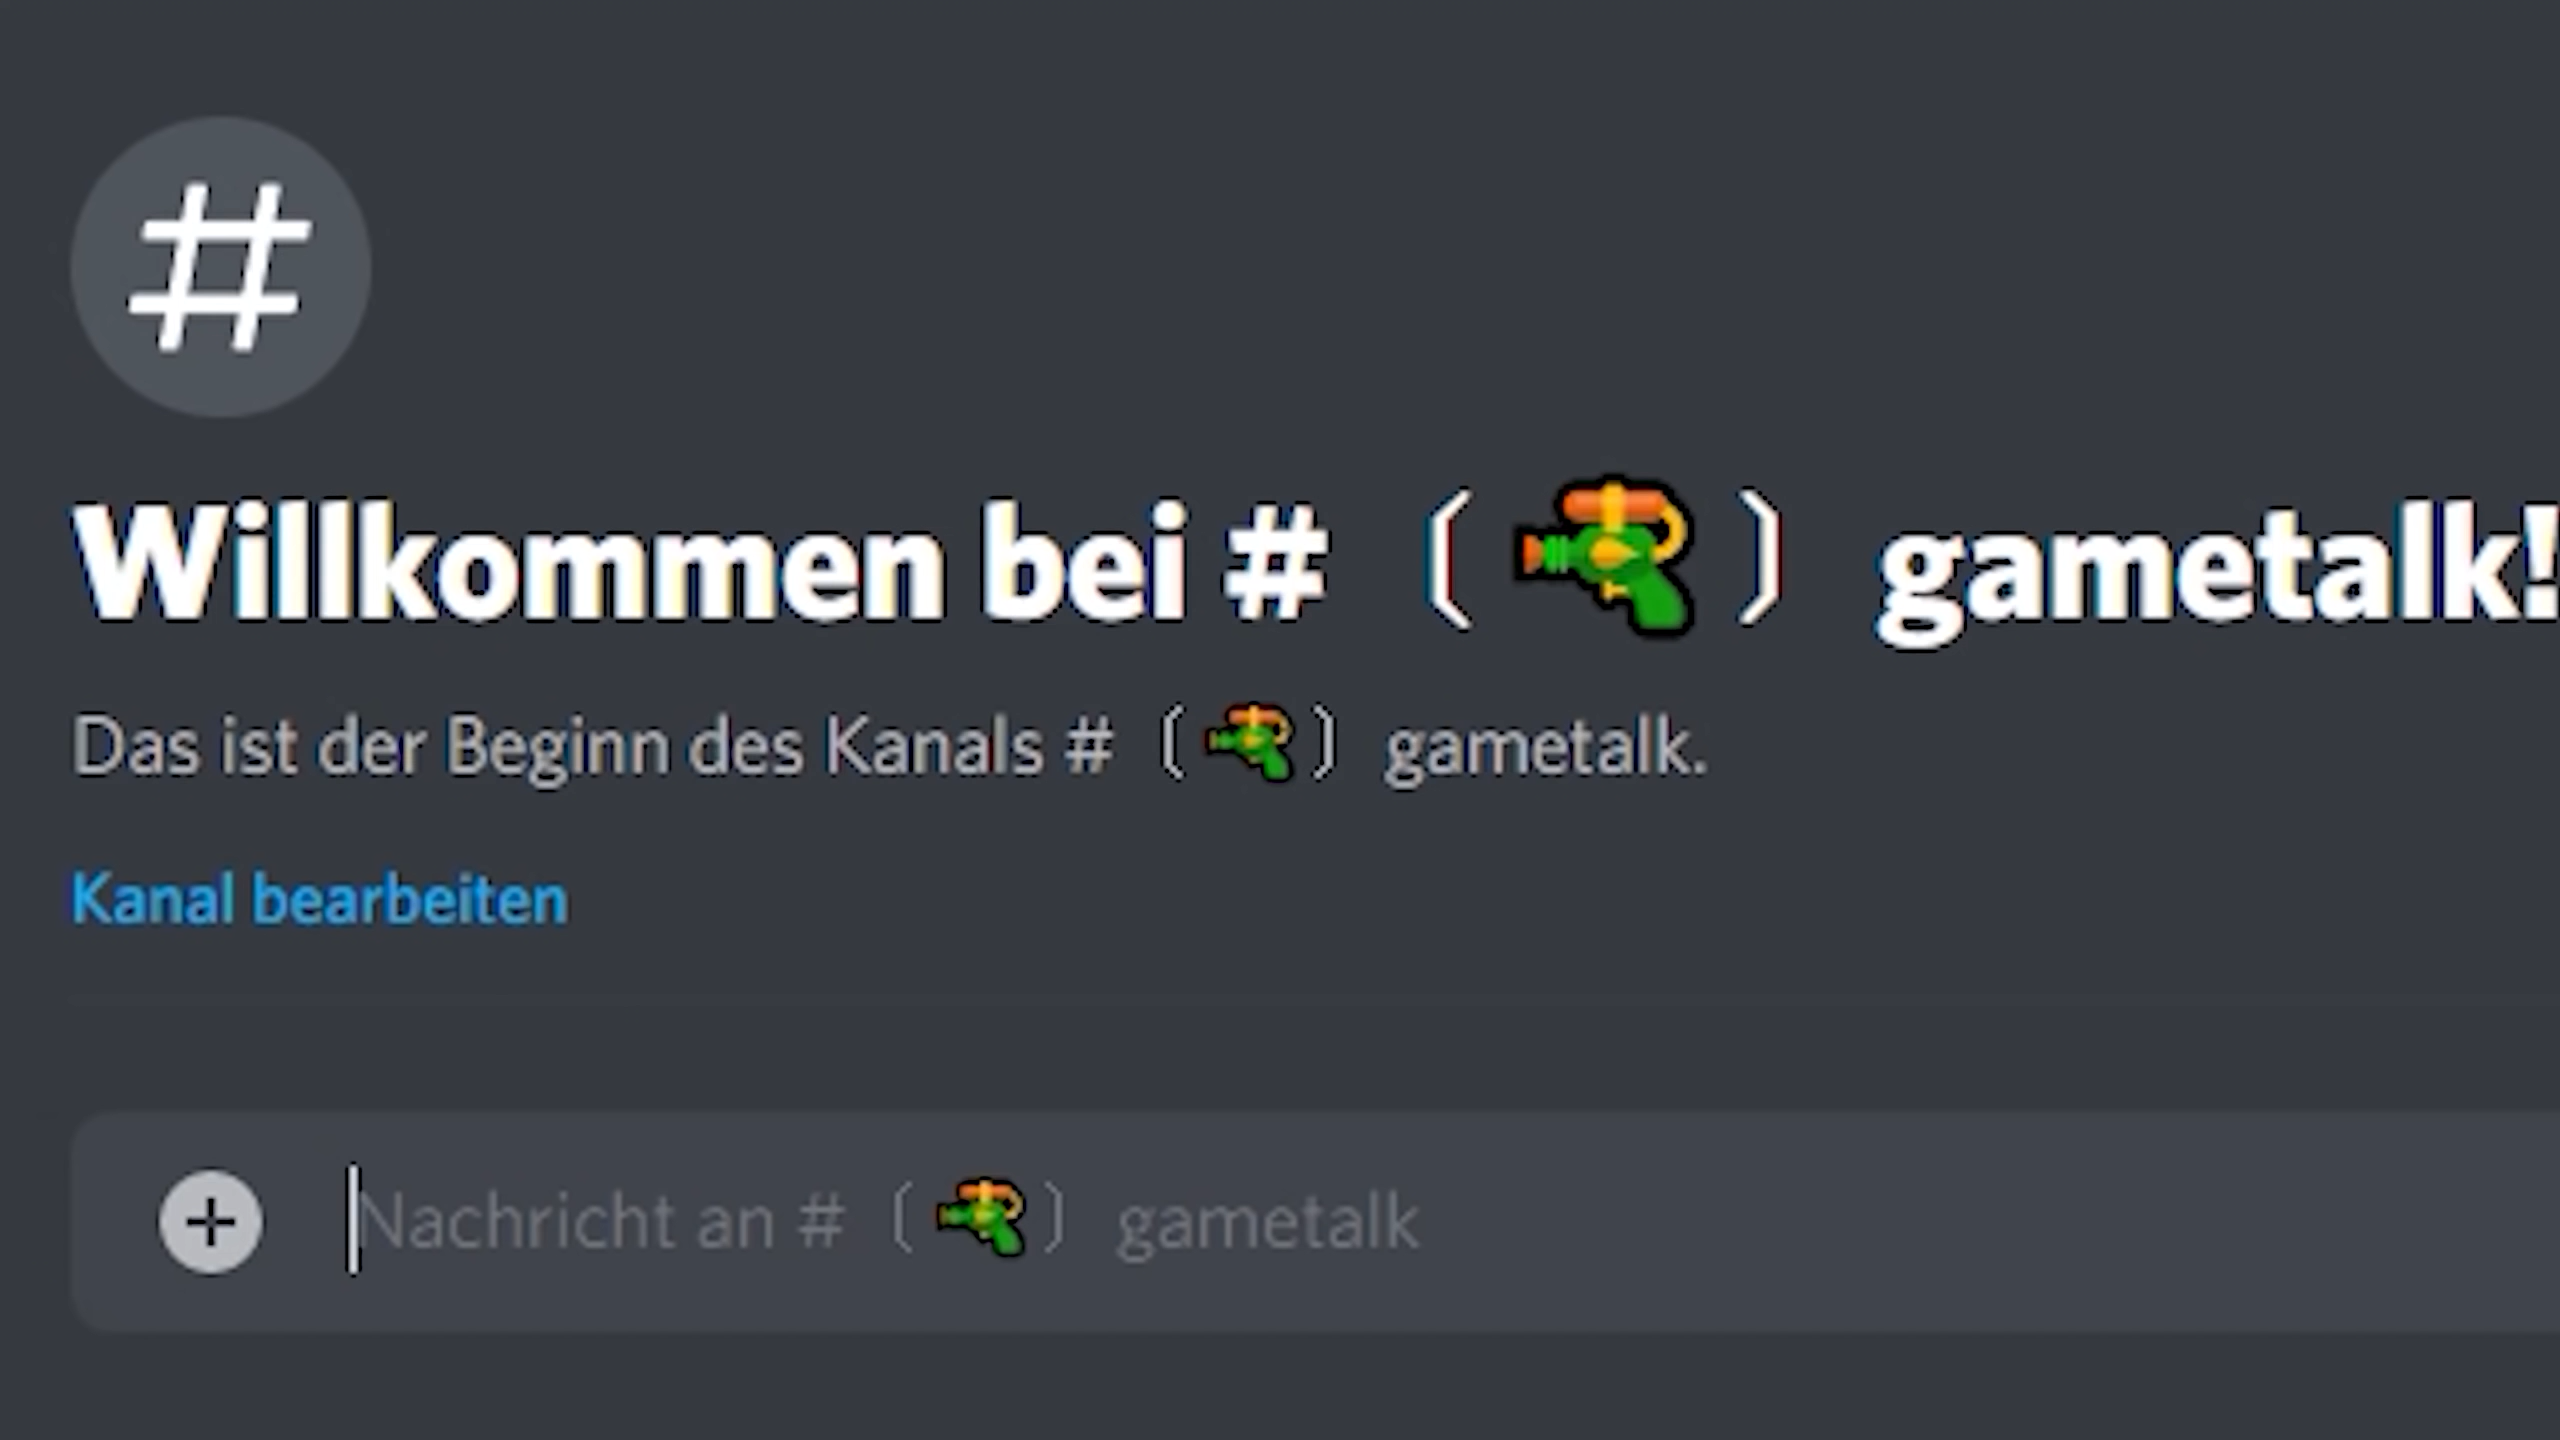 #
Willkommen bei # 〔🔫〕 gametalk!
Das ist der Beginn des Kanals # 〔🔫〕 gametalk.
Kanal bearbeiten
Nachricht an # 〔🔫〕 gametalk